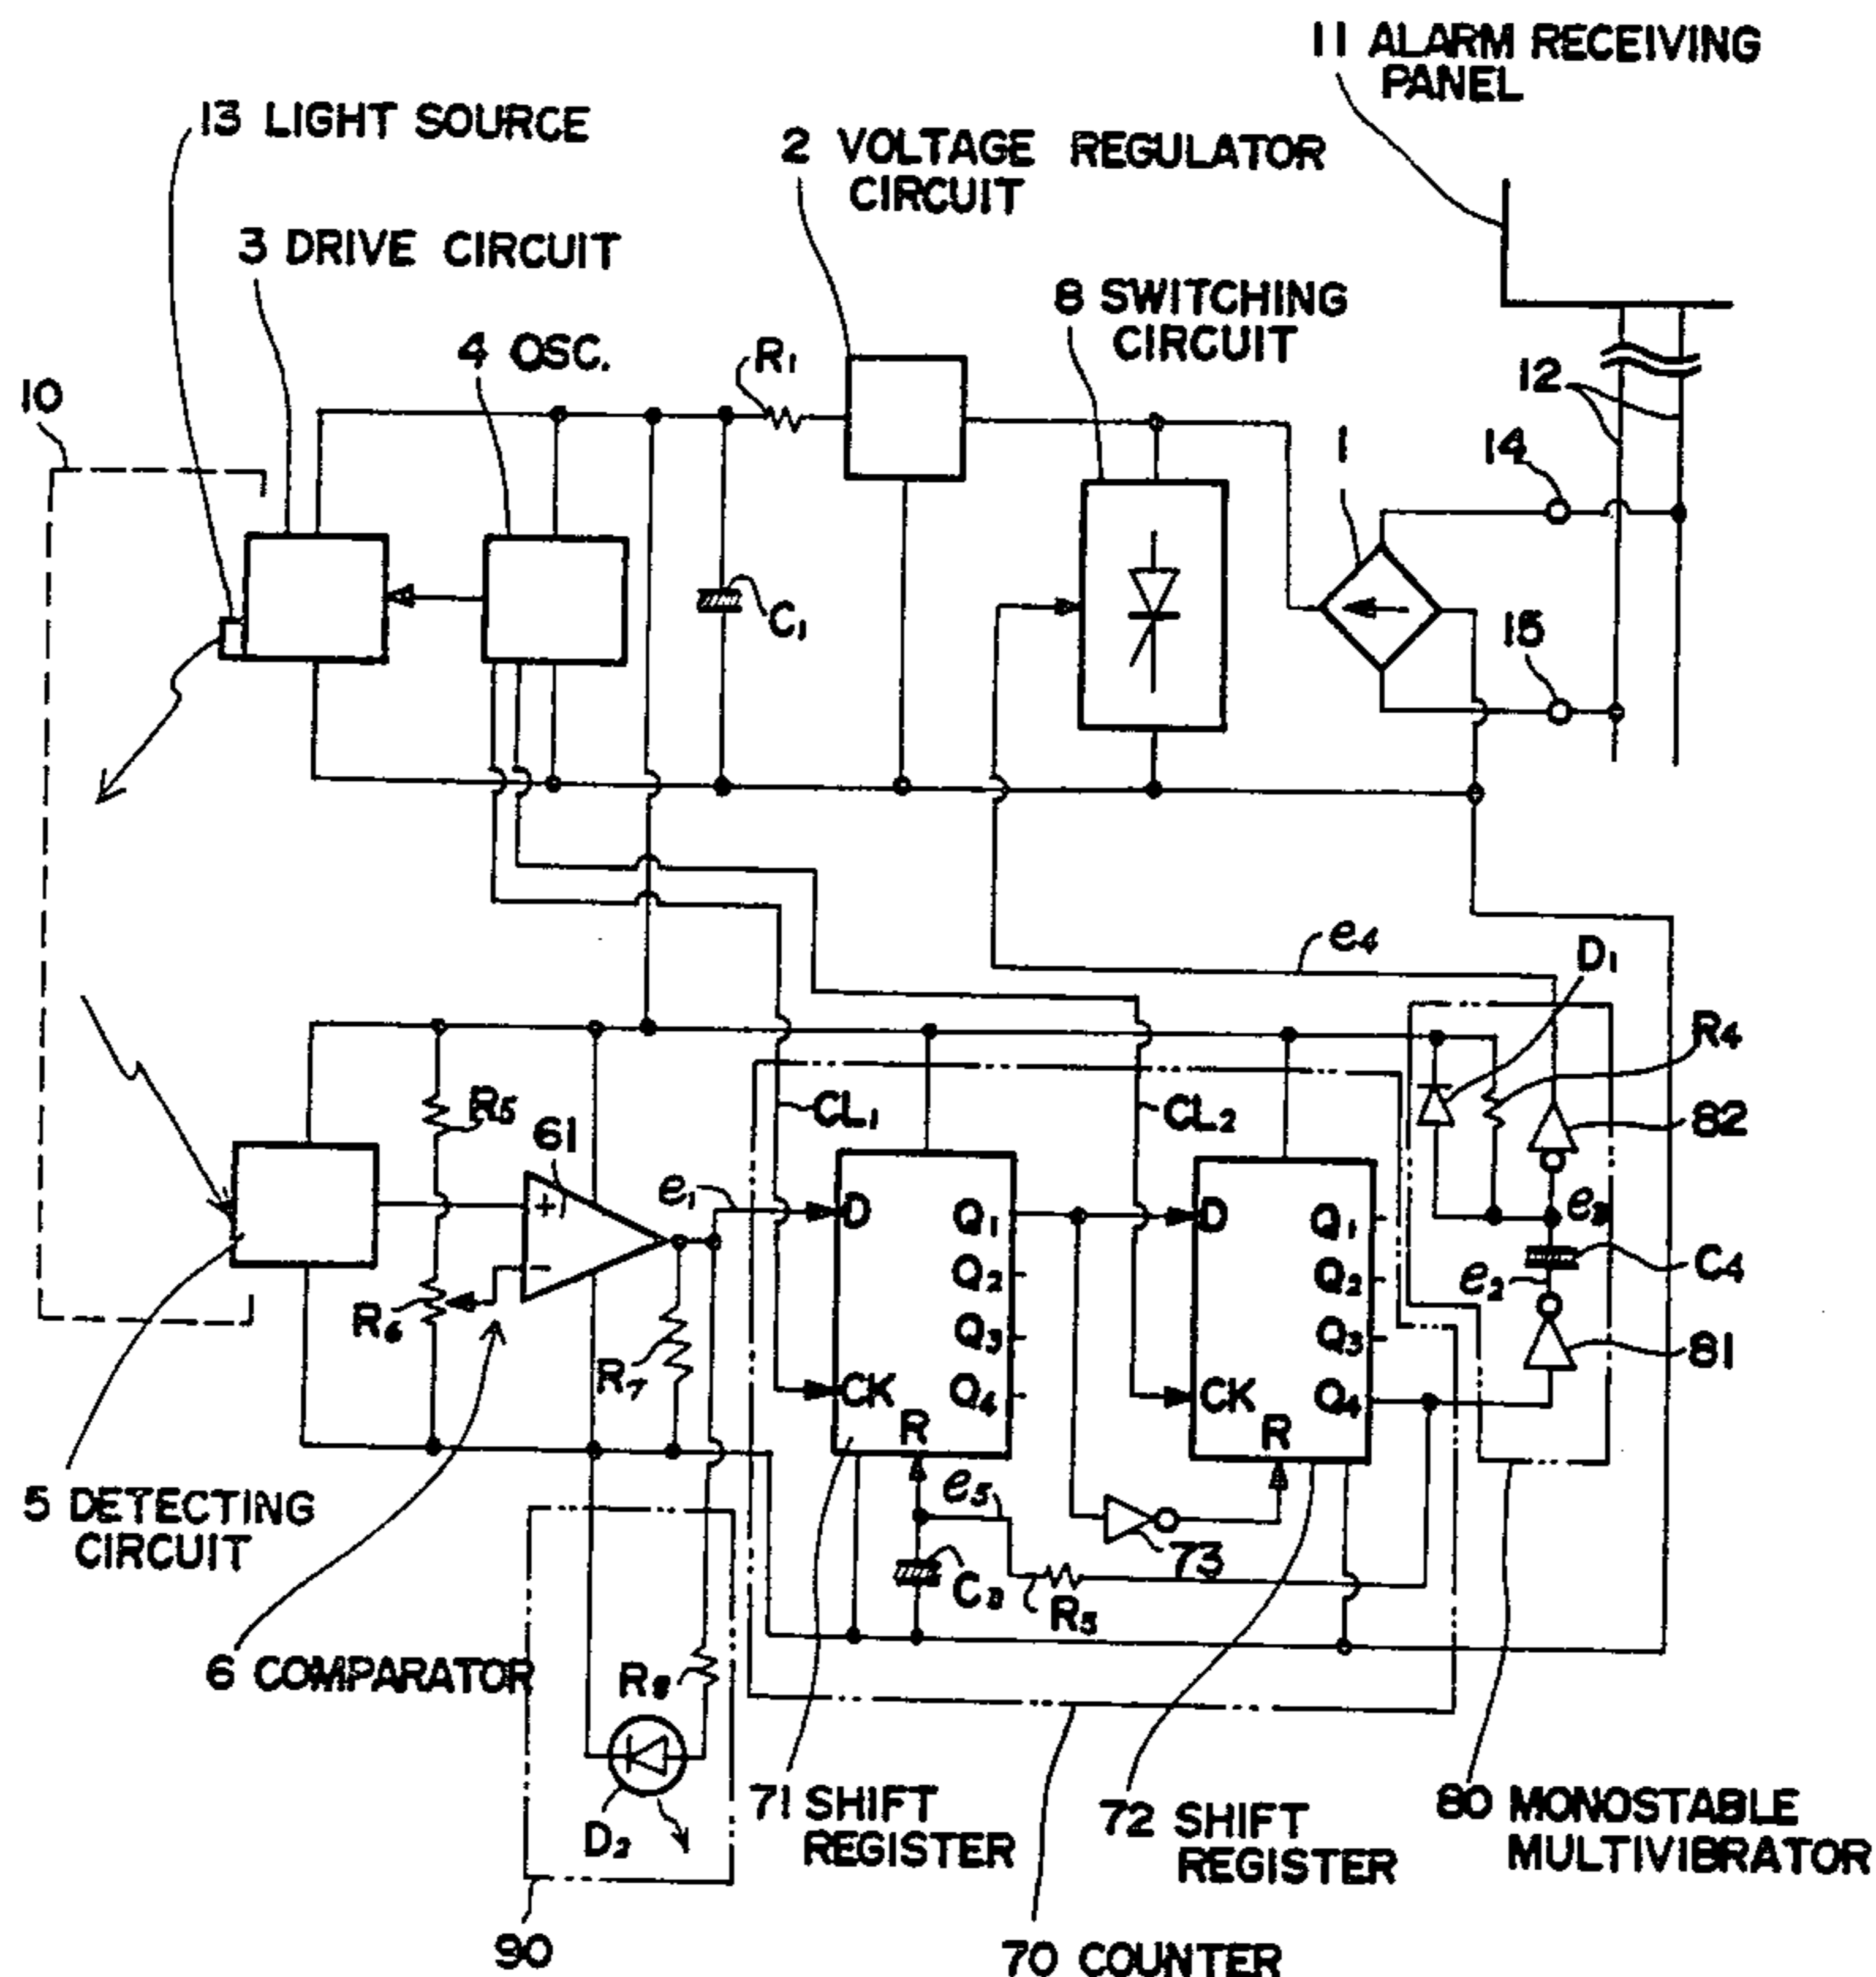 11 ALARM RECEIVING
PANEL
13 LIGHT SOURCE
2 VOLTAGE REGULATOR
CIRCUIT
3 DRIVE CIRCUIT
8 SWITCHING
CIRCUIT
4 OSC.
R1
10
12
1
14
C1
15
e4
D1
R4
R5
61
CL1
CL2
82
e1
D
Q1
D
Q1
e3
Q2
Q2
e2
C4
R6
Q3
Q3
R7
81
CK
Q4
CK
Q4
R
R
e5
5 DETECTING
CIRCUIT
73
C3
R3
6 COMPARATOR
R8
D2
71 SHIFT
REGISTER
72 SHIFT
REGISTER
80 MONOSTABLE
MULTIVIBRATOR
90
70 COUNTER